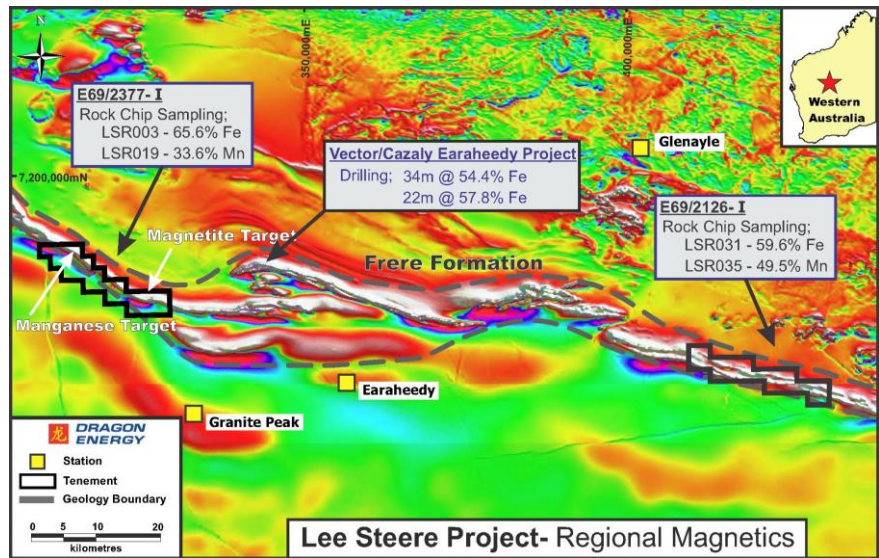 N
350,000mE
400,000mE
Western
Australia
E69/2377- I
Rock Chip Sampling;
LSR003 - 65.6% Fe
LSR019 - 33.6% Mn
Glenayle
Vector/Cazaly Earaheedy Project
Drilling; 34m @ 54.4% Fe
22m @ 57.8% Fe
7,200,000mN
E69/2126- I
Rock Chip Sampling;
LSR031 - 59.6% Fe
LSR035 - 49.5% Mn
Magnetite Target
Frere Formation
Manganese Target
Earaheedy
Granite Peak
龙 DRAGON
ENERGY
Station
Tenement
Geology Boundary
0 5 10 20
kilometres
Lee Steere Project- Regional Magnetics